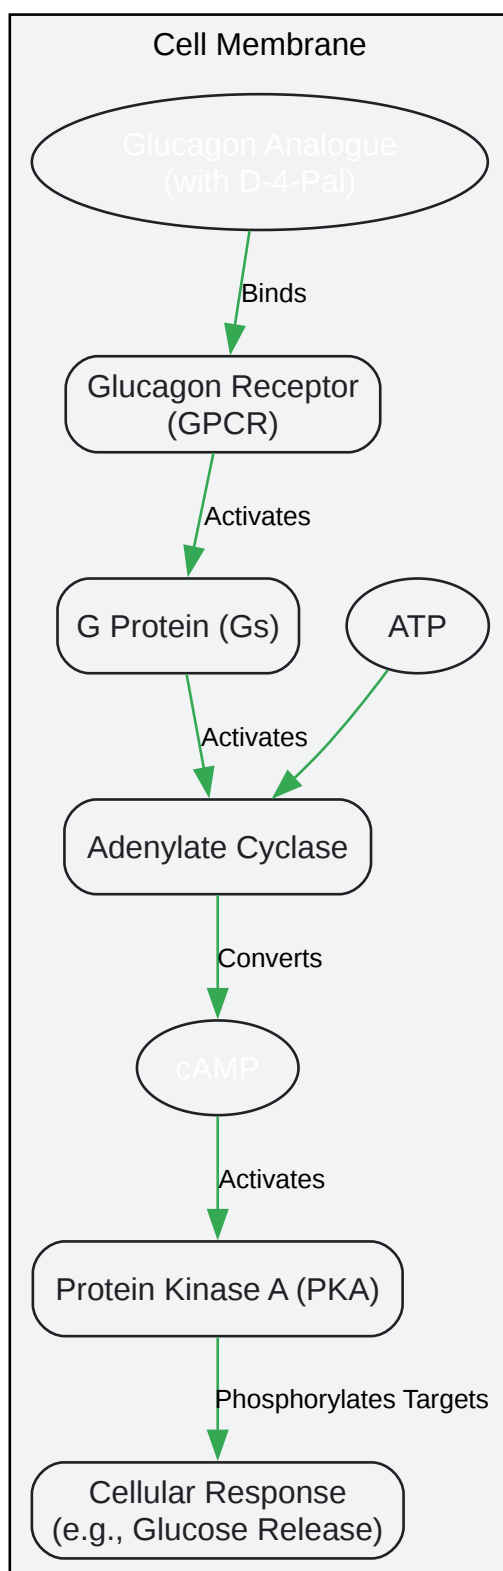 Cell Membrane
Glucagon Analogue
(with D-4-Pal)
Binds
Glucagon Receptor
(GPCR)
Activates
G Protein (Gs)
ATP
Activates
Adenylate Cyclase
Converts
cAMP
Activates
Protein Kinase A (PKA)
Phosphorylates Targets
Cellular Response
(e.g., Glucose Release)